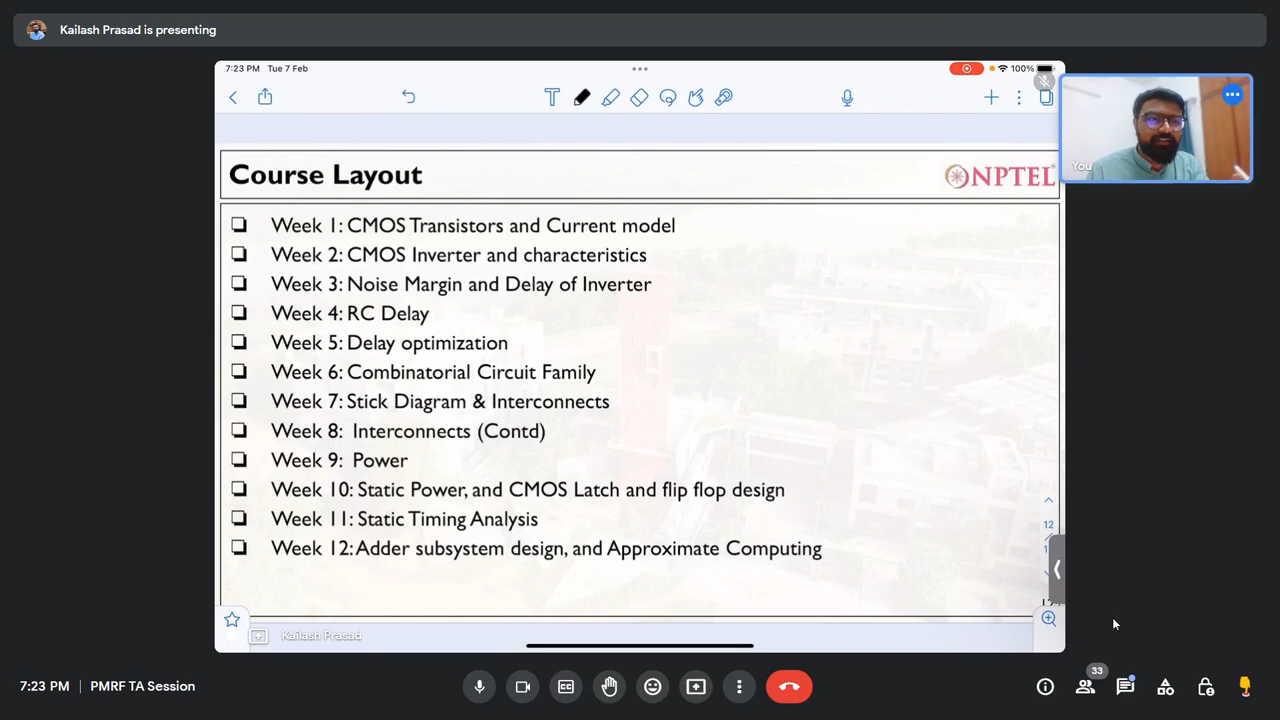 Kailash Prasad is presenting
7:23 PM Tue 7 Feb
100%
Course Layout
NPTEL
You
Week 1: CMOS Transistors and Current model
Week 2: CMOS Inverter and characteristics
Week 3: Noise Margin and Delay of Inverter
Week 4: RC Delay
Week 5: Delay optimization
Week 6: Combinatorial Circuit Family
Week 7: Stick Diagram & Interconnects
Week 8: Interconnects (Contd)
Week 9: Power
Week 10: Static Power, and CMOS Latch and flip flop design
Week 11: Static Timing Analysis
Week 12: Adder subsystem design, and Approximate Computing
12
Kailash Prasad
7:23 PM PMRF TA Session
33